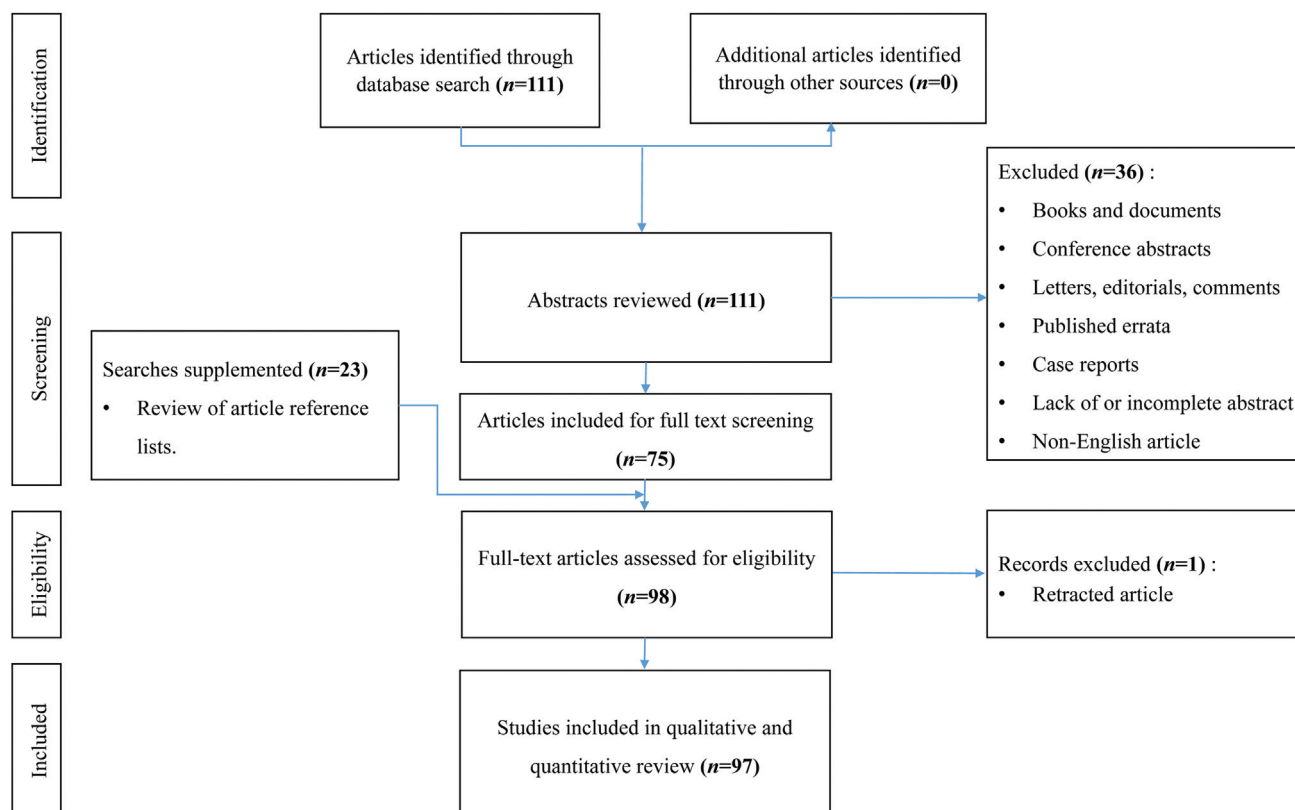 Identification
Articles identified through
database search (n=111)
Additional articles identified
through other sources (n=0)
Excluded (n=36) :
• Books and documents
• Conference abstracts
• Letters, editorials, comments
• Published errata
• Case reports
• Lack of or incomplete abstract
• Non-English article
Screening
Abstracts reviewed (n=111)
Searches supplemented (n=23)
• Review of article reference
lists.
Articles included for full text screening
(n=75)
Eligibility
Full-text articles assessed for eligibility
(n=98)
Records excluded (n=1) :
• Retracted article
Included
Studies included in qualitative and
quantitative review (n=97)